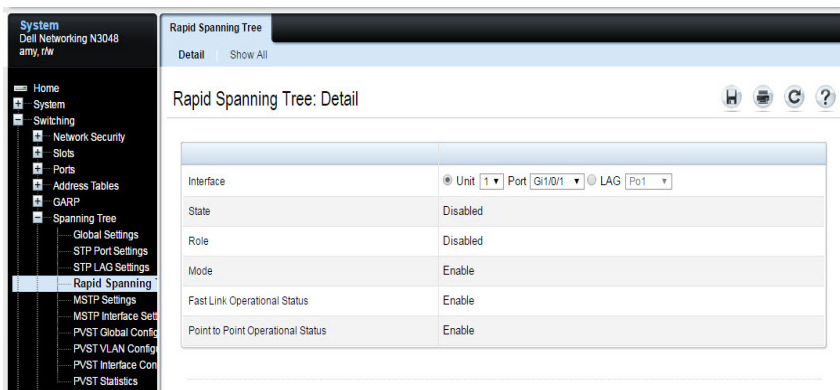 System
Dell Networking N3048
amy, r/w
Home
System
Switching
Network Security
Slots
Ports
Address Tables
GARP
Spanning Tree
Global Settings
STP Port Settings
STP LAG Settings
Rapid Spanning
MSTP Settings
MSTP Interface Sett
PVST Global Config
PVST VLAN Config
PVST Interface Con
PVST Statistics
Rapid Spanning Tree
Detail Show All
Rapid Spanning Tree: Detail
Interface Unit 1 Port Gi1/0/1 LAG Po1
State Disabled
Role Disabled
Mode Enable
Fast Link Operational Status Enable
Point to Point Operational Status Enable